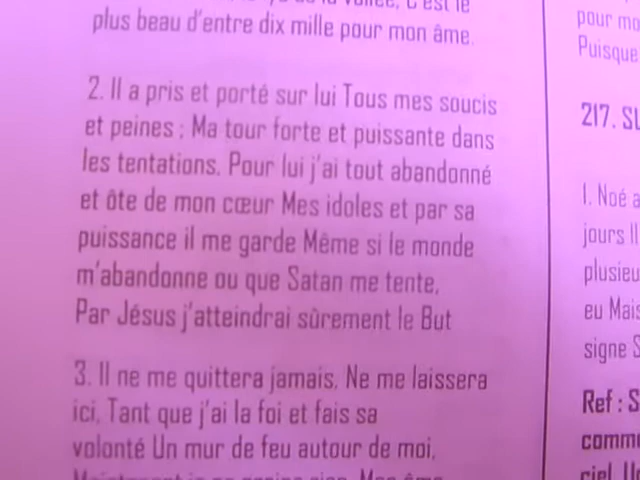 la vallée, C'est le
plus beau d'entre dix mille pour mon âme.
2. Il a pris et porté sur lui Tous mes soucis
et peines ; Ma tour forte et puissante dans
les tentations. Pour lui j'ai tout abandonné
et ôte de mon cœur Mes idoles et par sa
puissance il me garde Même si le monde
m'abandonne ou que Satan me tente,
Par Jésus j'atteindrai sûrement le But
3. Il ne me quittera jamais, Ne me laissera
ici, Tant que j'ai la foi et fais sa
volonté Un mur de feu autour de moi,
pour
Puisque
217.
1. Noé
jours Il
eu
signe
Ref :
ciel